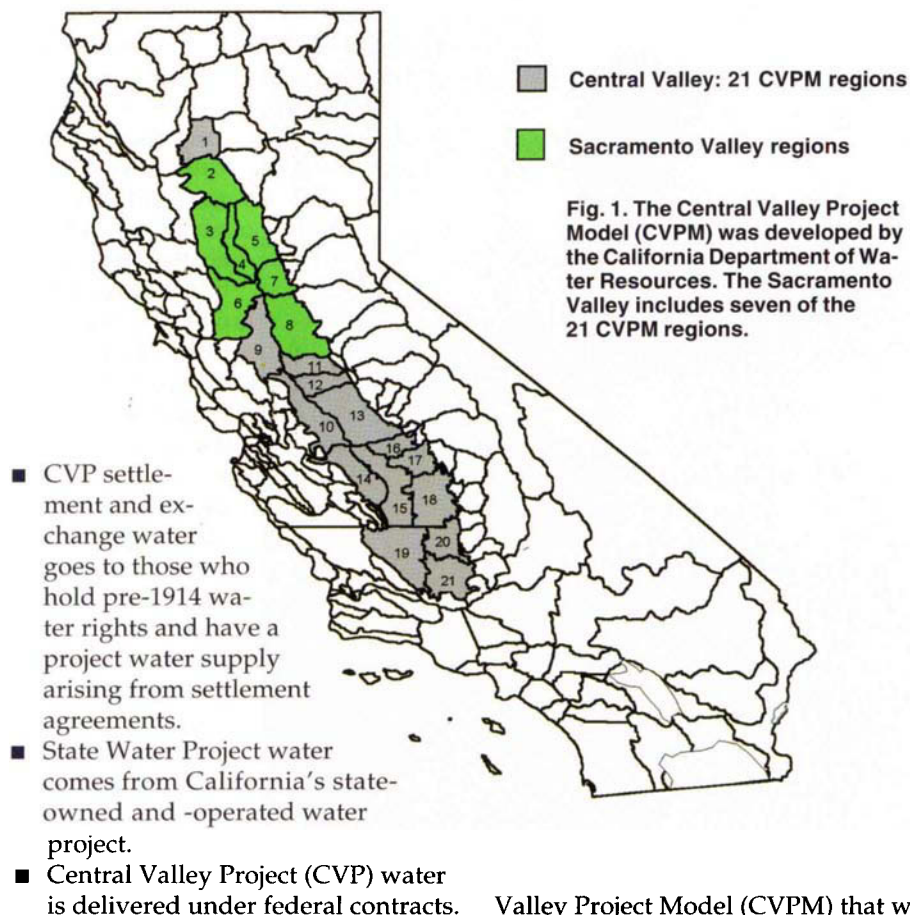 Central Valley: 21 CVPM regions
Sacramento Valley regions
Fig. 1. The Central Valley Project
Model (CVPM) was developed by
the California Department of Wa-
ter Resources. The Sacramento
Valley includes seven of the
21 CVPM regions.
1
2
3
5
4
7
6
8
9
11
12
13
10
16
17
14
15
18
20
19
21
■ CVP settle-
ment and ex-
change water
goes to those who
hold pre-1914 wa-
ter rights and have a
project water supply
arising from settlement
agreements.
■ State Water Project water
comes from California's state-
owned and -operated water
project.
■ Central Valley Project (CVP) water
is delivered under federal contracts.
Valley Project Model (CVPM) that w